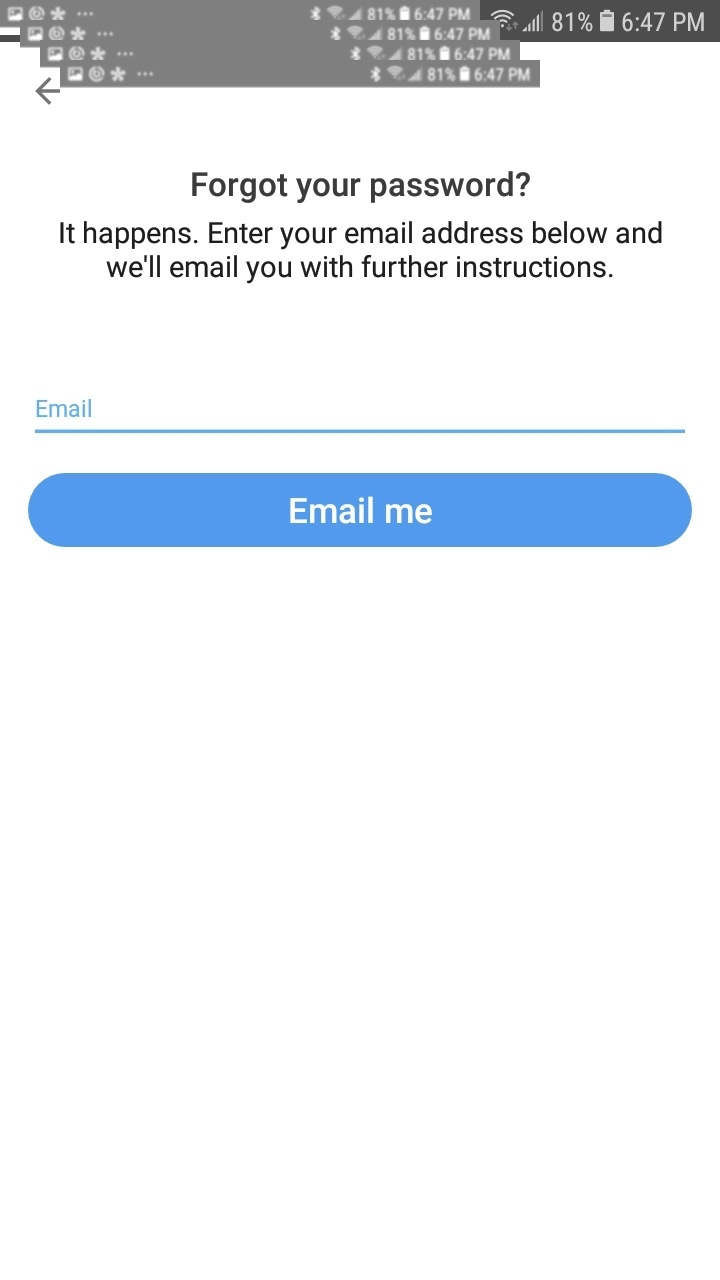 81% 6:47 PM
81% 6:47 PM
81% 6:47 PM
81% 6:47 PM
81% 6:47 PM
Forgot your password?
It happens. Enter your email address below and
we'll email you with further instructions.
Email
Email me